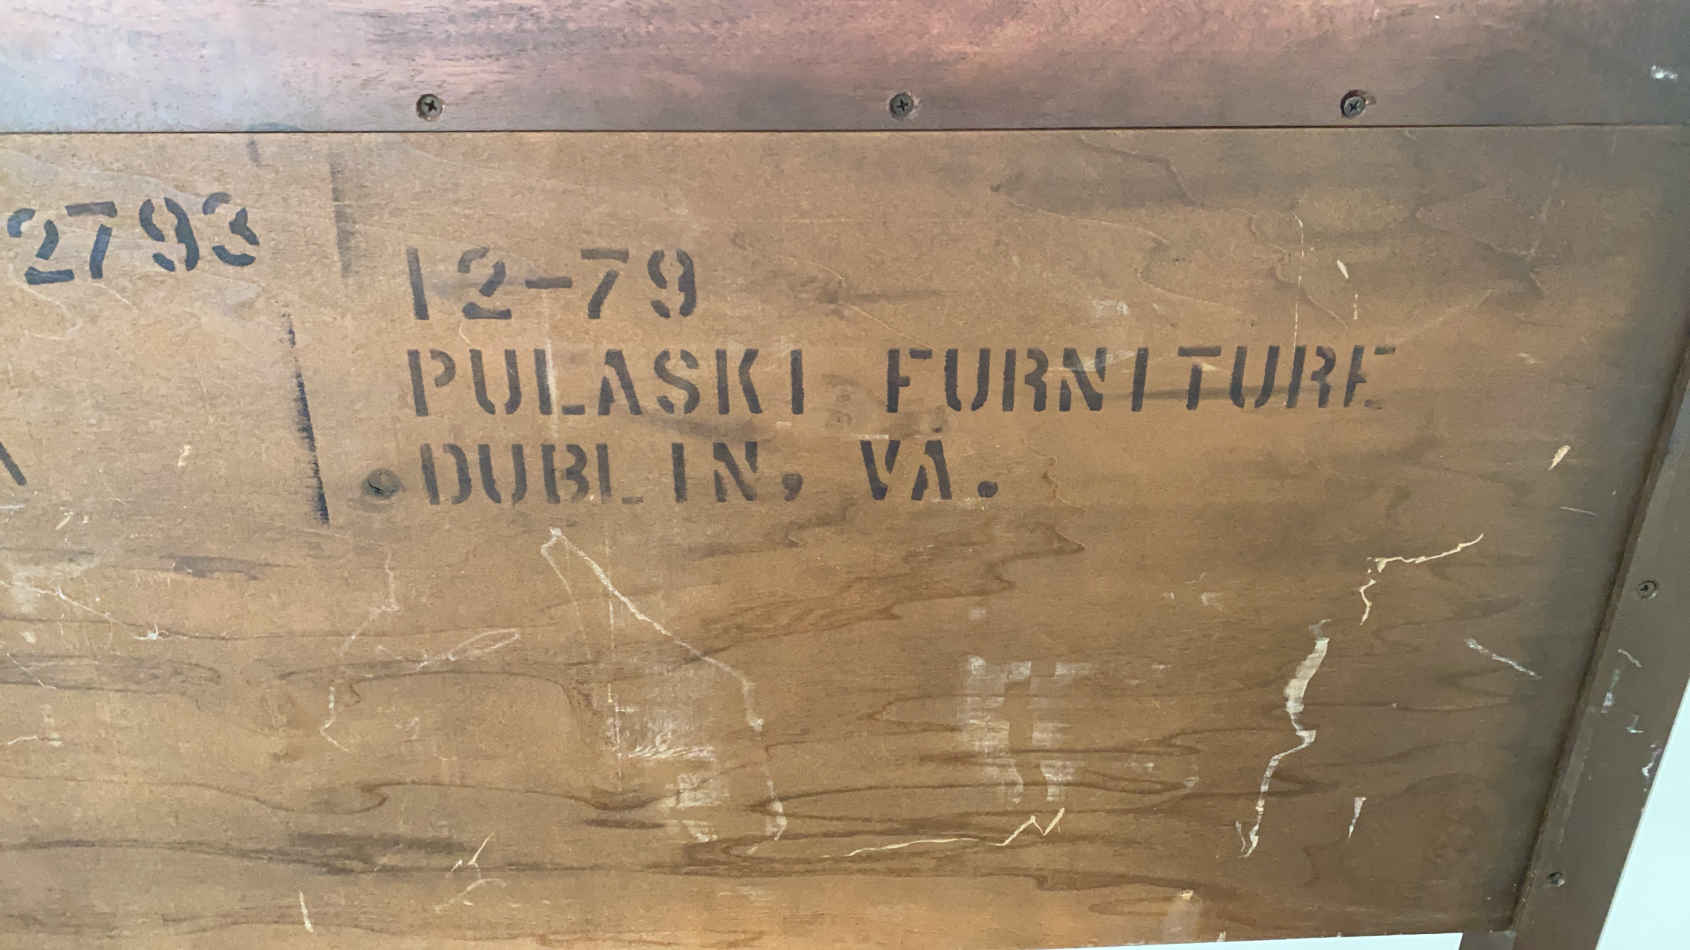 2793
12-79
PULASKI FURNITURE
DUBLIN, VA.